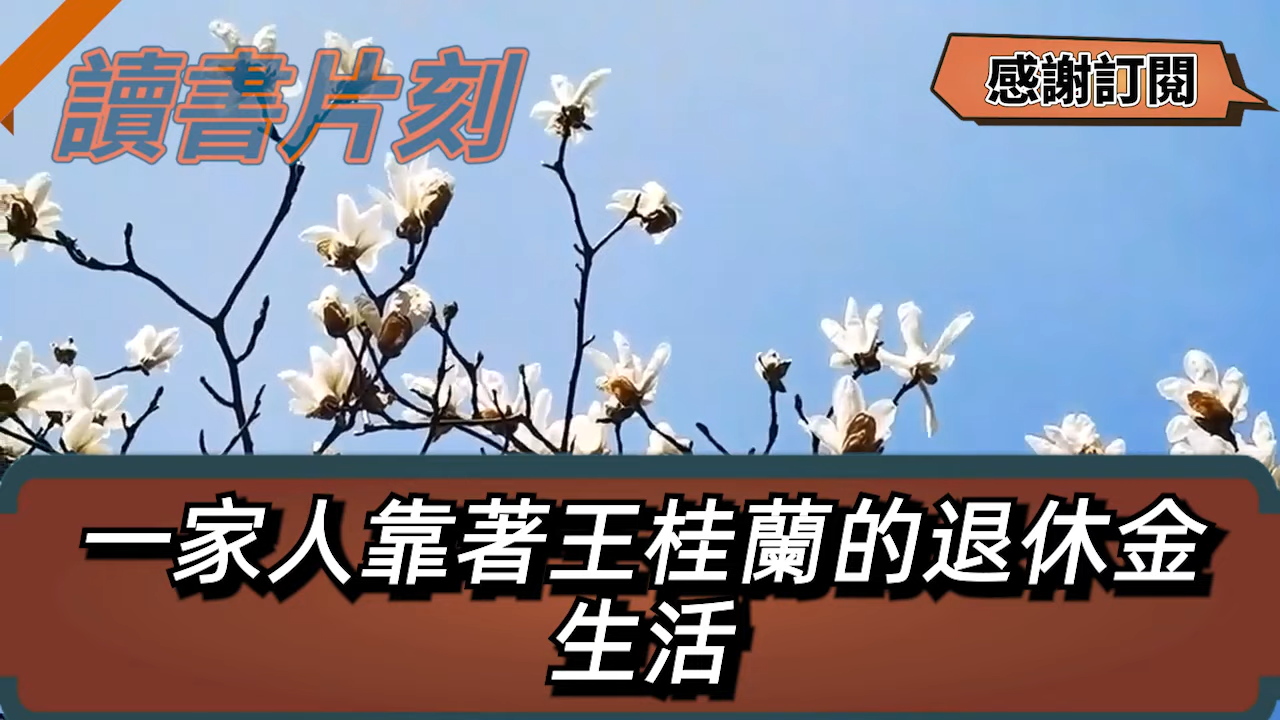 讀書片刻
感謝訂閱
一家人靠著王桂蘭的退休金
生活